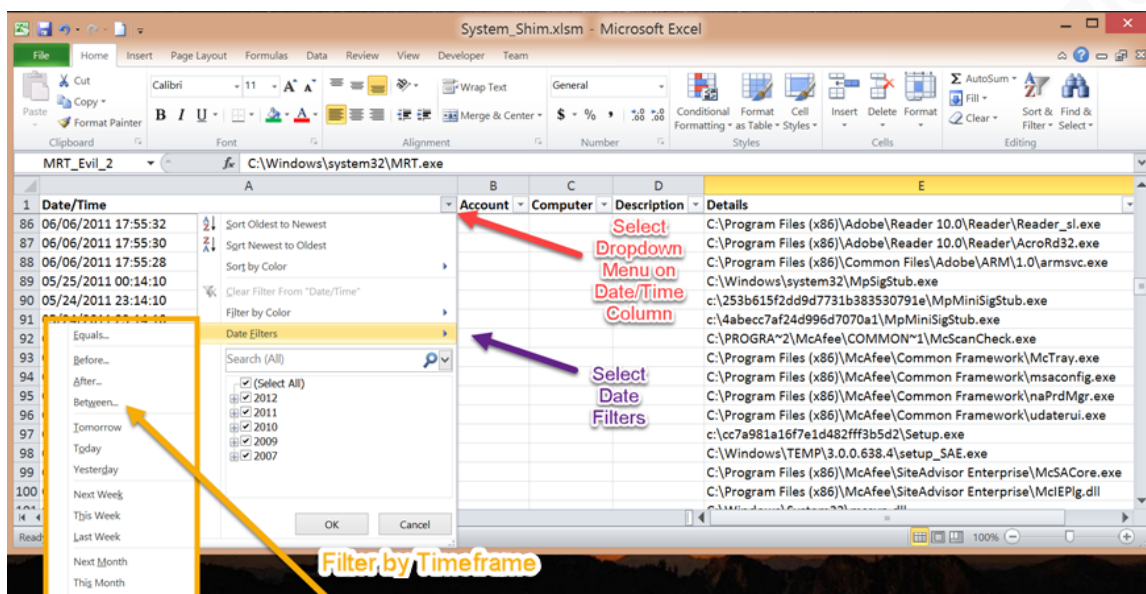 System_Shim.xlsm - Microsoft Excel
File Home Insert Page Layout Formulas Data Review View Developer Team
Paste
Cut
Copy
Format Painter
Clipboard
Calibri 11
B I U
Font
Wrap Text
Merge & Center
Alignment
General
$ % ,
Number
Conditional Formatting
Format as Table
Cell Styles
Styles
Insert Delete Format
Cells
AutoSum
Fill
Clear
Sort & Filter
Find & Select
Editing
MRT_Evil_2 fx C:\Windows\system32\MRT.exe
A B C D E
1 Date/Time Account Computer Description Details
86 06/06/2011 17:55:32 C:\Program Files (x86)\Adobe\Reader 10.0\Reader\Reader_sl.exe
87 06/06/2011 17:55:30 C:\Program Files (x86)\Adobe\Reader 10.0\Reader\AcroRd32.exe
88 06/06/2011 17:55:28 C:\Program Files (x86)\Common Files\Adobe\ARM\1.0\armsvc.exe
89 05/25/2011 00:14:10 C:\Windows\system32\MpSigStub.exe
90 05/24/2011 23:14:10 c:\253b615f2dd9d7731b383530791e\MpMiniSigStub.exe
91 c:\4abecc7af24d996d7070a1\MpMiniSigStub.exe
92 C:\PROGRA~2\McAfee\COMMON~1\McScanCheck.exe
93 C:\Program Files (x86)\McAfee\Common Framework\McTray.exe
94 C:\Program Files (x86)\McAfee\Common Framework\msaconfig.exe
95 C:\Program Files (x86)\McAfee\Common Framework\naPrdMgr.exe
96 C:\Program Files (x86)\McAfee\Common Framework\udaterui.exe
97 c:\cc7a981a16f7e1d482fff3b5d2\Setup.exe
98 C:\Windows\TEMP\3.0.0.638.4\setup_SAE.exe
99 C:\Program Files (x86)\McAfee\SiteAdvisor Enterprise\McSACore.exe
100 C:\Program Files (x86)\McAfee\SiteAdvisor Enterprise\McIEPlg.dll
Sort Oldest to Newest
Sort Newest to Oldest
Sort by Color
Clear Filter From "Date/Time"
Filter by Color
Date Filters
Search (All)
(Select All)
2012
2011
2010
2009
2007
OK Cancel
Equals...
Before...
After...
Between...
Tomorrow
Today
Yesterday
Next Week
This Week
Last Week
Next Month
This Month
Select
Dropdown
Menu on
Date/Time
Column
Select
Date
Filters
Filter by Timeframe
100%